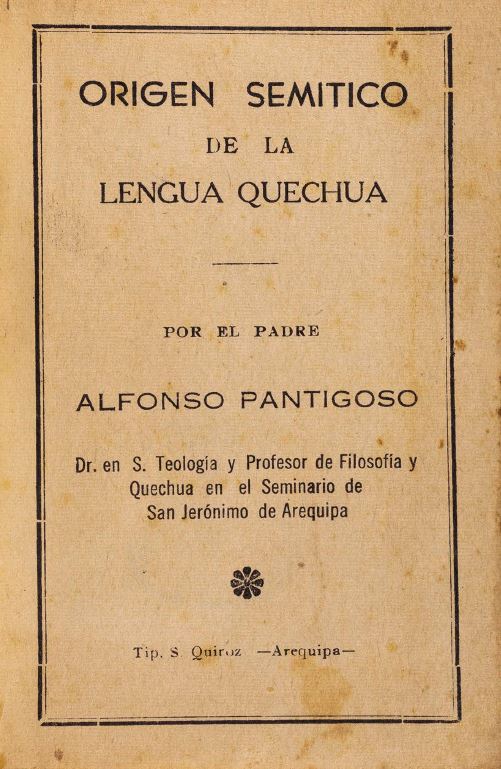 ORIGEN SEMITICO
DE LA
LENGUA QUECHUA
POR EL PADRE
ALFONSO PANTIGOSO
Dr. en S. Teología y Profesor de Filosofía y
Quechua en el Seminario de
San Jerónimo de Arequipa
Tip. S Quiroz —Arequipa—